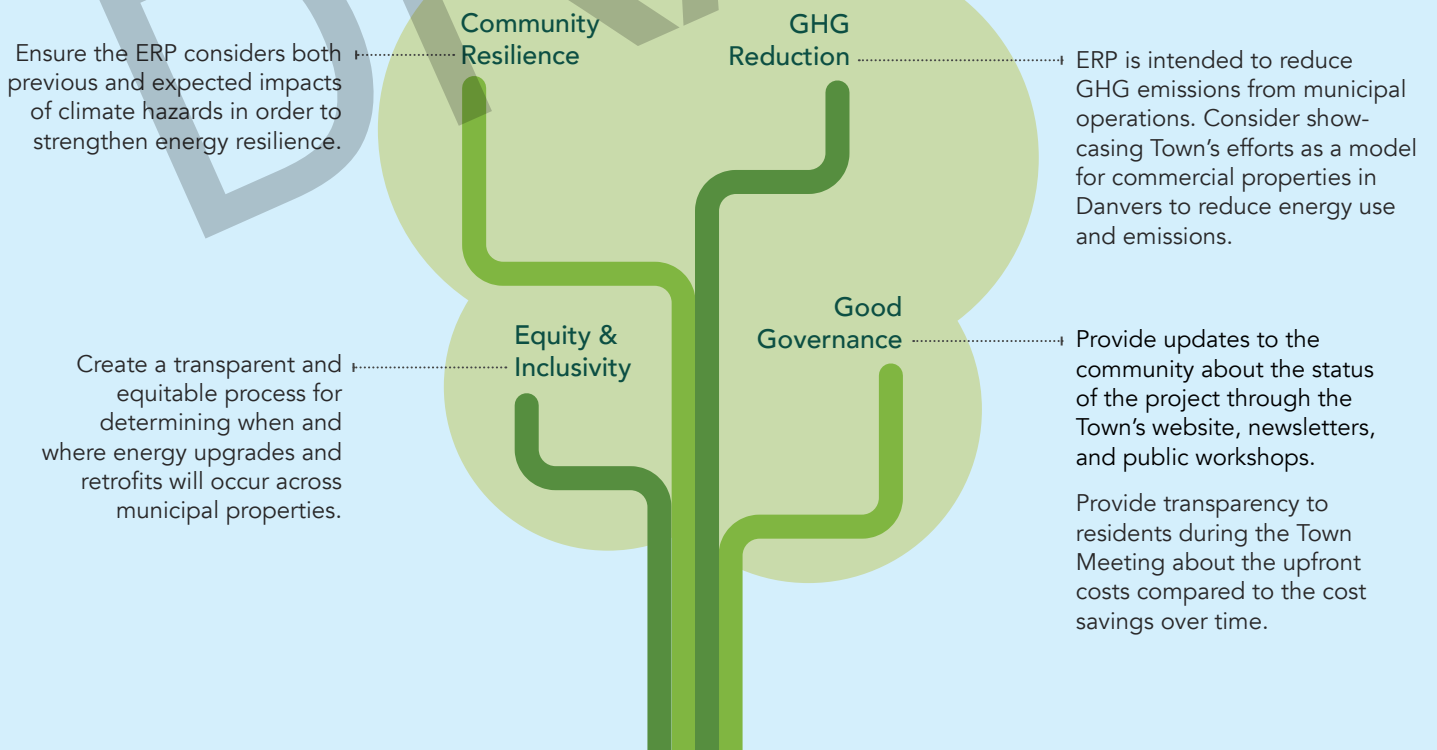 Community
Resilience
Ensure the ERP considers both
previous and expected impacts
of climate hazards in order to
strengthen energy resilience.
GHG
Reduction
ERP is intended to reduce
GHG emissions from municipal
operations. Consider show-
casing Town's efforts as a model
for commercial properties in
Danvers to reduce energy use
and emissions.
Equity &
Inclusivity
Create a transparent and
equitable process for
determining when and
where energy upgrades and
retrofits will occur across
municipal properties.
Good
Governance
Provide updates to the
community about the status
of the project through the
Town's website, newsletters,
and public workshops.
Provide transparency to
residents during the Town
Meeting about the upfront
costs compared to the cost
savings over time.